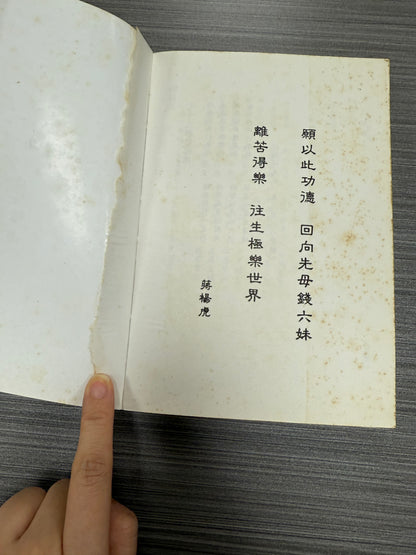 願以此功德　回向先母錢六妹
離苦得樂　往生極樂世界
蔣楊虎